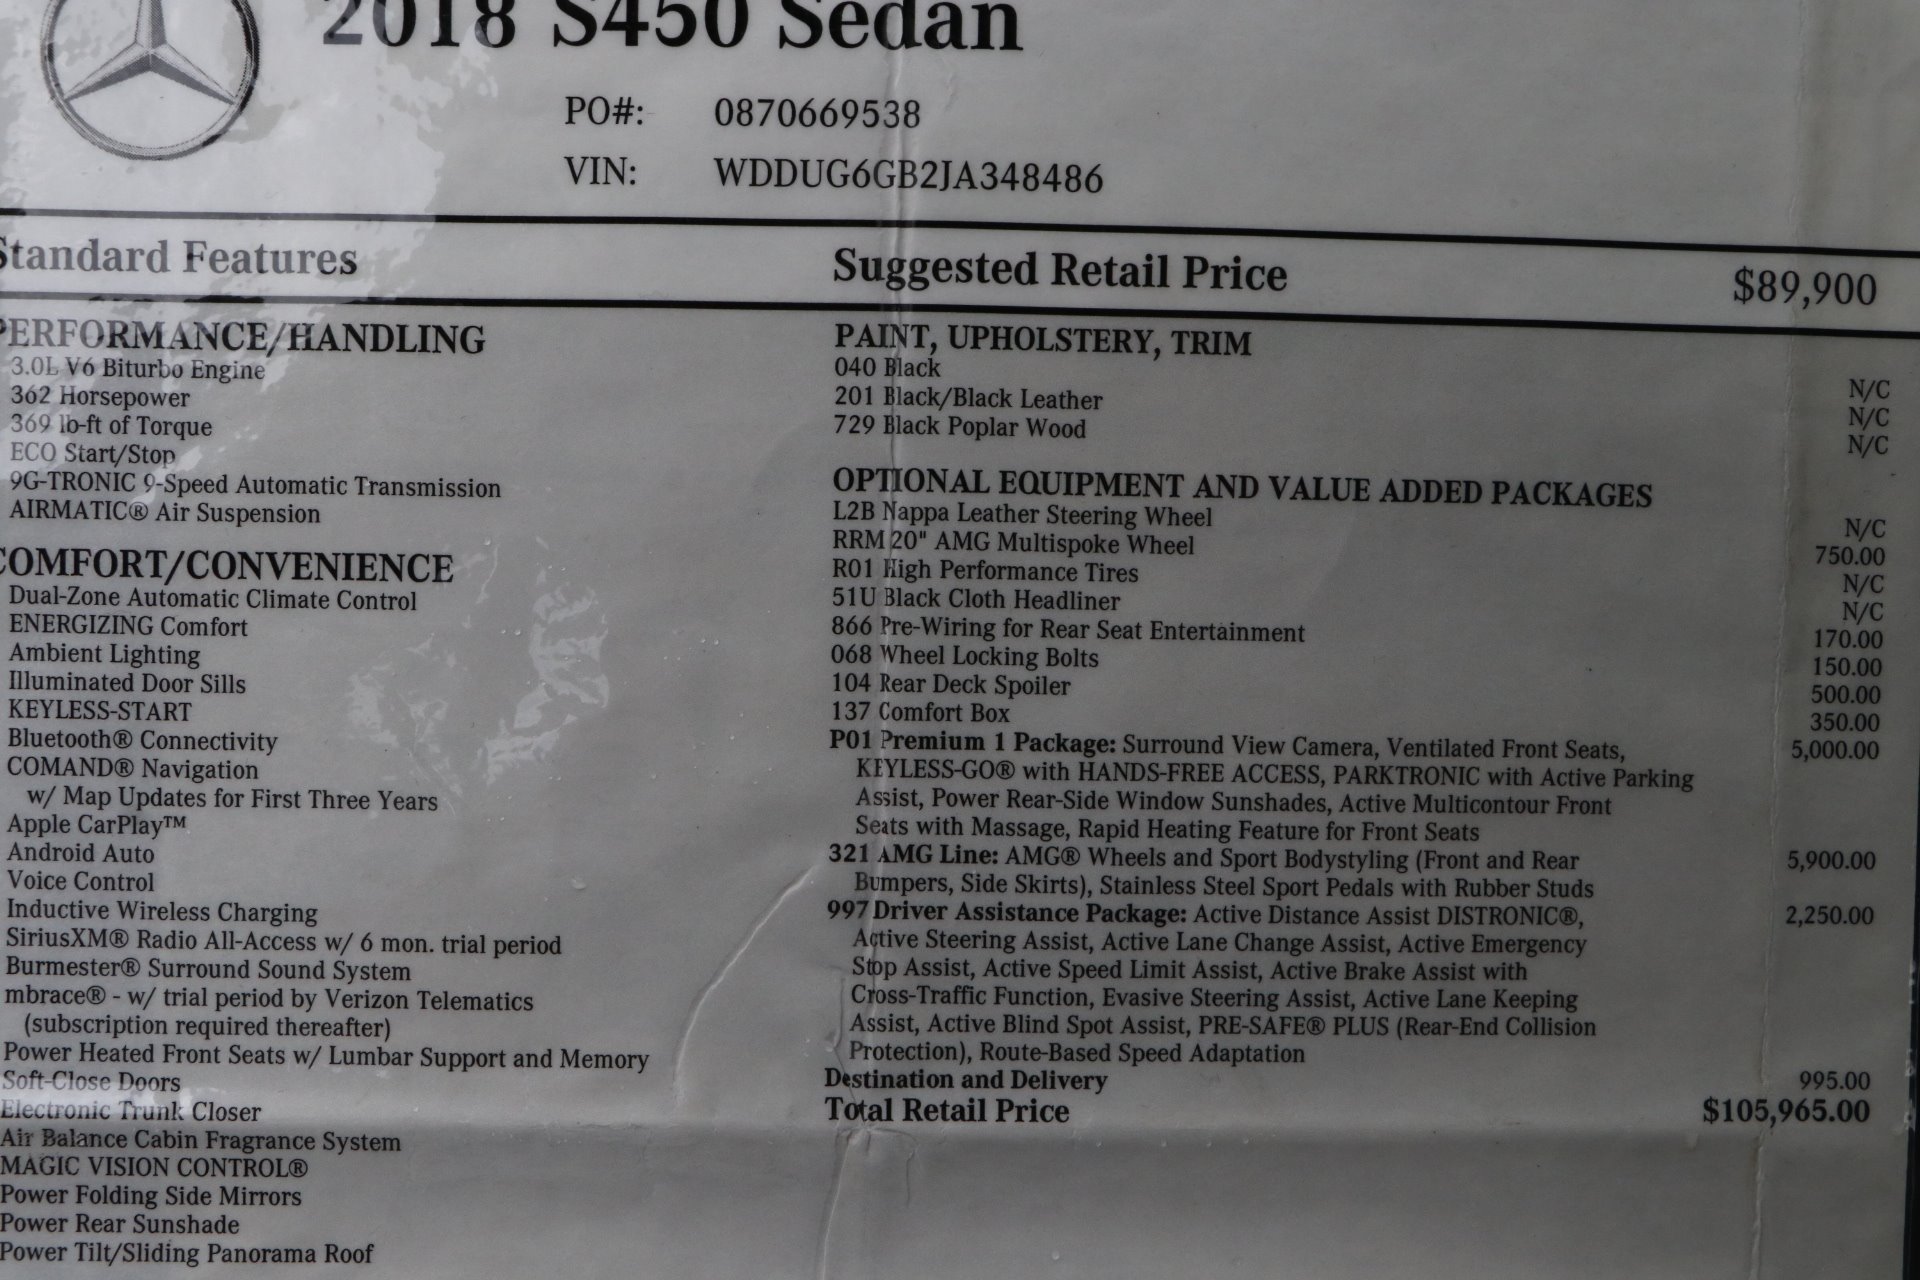 2018 S450 Sedan
PO#: 0870669538
VIN: WDDUG6GB2JA348486
Standard Features
PERFORMANCE/HANDLING
3.0L V6 Biturbo Engine
362 Horsepower
369 lb-ft of Torque
ECO Start/Stop
9G-TRONIC 9-Speed Automatic Transmission
AIRMATIC® Air Suspension
COMFORT/CONVENIENCE
Dual-Zone Automatic Climate Control
ENERGIZING Comfort
Ambient Lighting
Illuminated Door Sills
KEYLESS-START
Bluetooth® Connectivity
COMAND® Navigation
w/ Map Updates for First Three Years
Apple CarPlay™
Android Auto
Voice Control
Inductive Wireless Charging
SiriusXM® Radio All-Access w/ 6 mon. trial period
Burmester® Surround Sound System
mbrace® - w/ trial period by Verizon Telematics
(subscription required thereafter)
Power Heated Front Seats w/ Lumbar Support and Memory
Soft-Close Doors
Electronic Trunk Closer
Air Balance Cabin Fragrance System
MAGIC VISION CONTROL®
Power Folding Side Mirrors
Power Rear Sunshade
Power Tilt/Sliding Panorama Roof
Suggested Retail Price $89,900
PAINT, UPHOLSTERY, TRIM
040 Black N/C
201 Black/Black Leather N/C
729 Black Poplar Wood N/C
OPTIONAL EQUIPMENT AND VALUE ADDED PACKAGES
L2B Nappa Leather Steering Wheel N/C
RRM 20" AMG Multispoke Wheel 750.00
R01 High Performance Tires N/C
51U Black Cloth Headliner N/C
866 Pre-Wiring for Rear Seat Entertainment 170.00
068 Wheel Locking Bolts 150.00
104 Rear Deck Spoiler 500.00
137 Comfort Box 350.00
P01 Premium 1 Package: Surround View Camera, Ventilated Front Seats, 5,000.00
KEYLESS-GO® with HANDS-FREE ACCESS, PARKTRONIC with Active Parking
Assist, Power Rear-Side Window Sunshades, Active Multicontour Front
Seats with Massage, Rapid Heating Feature for Front Seats
321 AMG Line: AMG® Wheels and Sport Bodystyling (Front and Rear 5,900.00
Bumpers, Side Skirts), Stainless Steel Sport Pedals with Rubber Studs
997 Driver Assistance Package: Active Distance Assist DISTRONIC®, 2,250.00
Active Steering Assist, Active Lane Change Assist, Active Emergency
Stop Assist, Active Speed Limit Assist, Active Brake Assist with
Cross-Traffic Function, Evasive Steering Assist, Active Lane Keeping
Assist, Active Blind Spot Assist, PRE-SAFE® PLUS (Rear-End Collision
Protection), Route-Based Speed Adaptation
Destination and Delivery 995.00
Total Retail Price $105,965.00